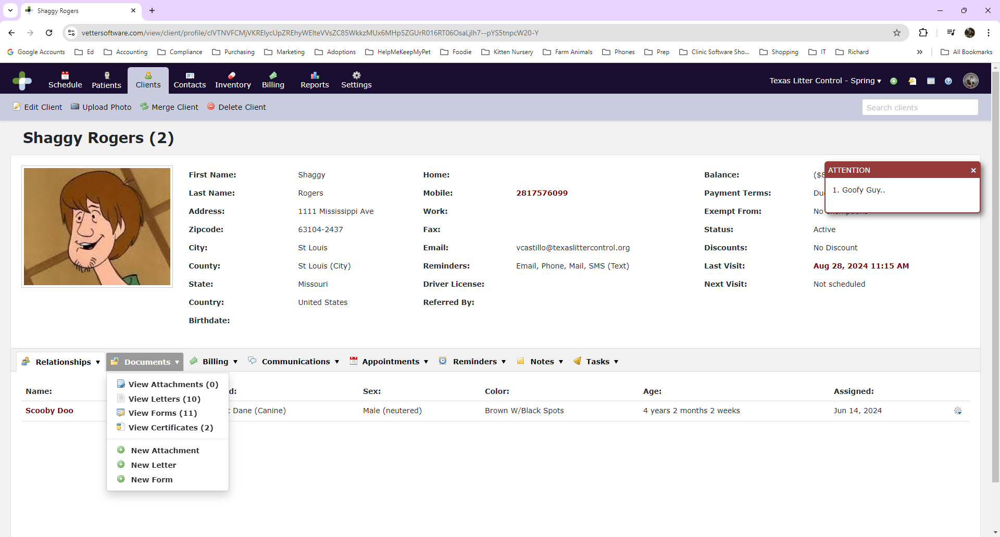 Shaggy Rogers
vettersoftware.com/view/client/profile/
Google Accounts Ed Accounting Compliance Purchasing Marketing Adoptions HelpMeKeepMyPet Foodie Kitten Nursery Farm Animals Phones Prep Clinic Software Sho... Shopping IT Richard » All Bookmarks
Schedule Patients Clients Contacts Inventory Billing Reports Settings Texas Litter Control - Spring
Edit Client Upload Photo Merge Client Delete Client Search clients
Shaggy Rogers (2)
First Name: Shaggy Home: Balance: ($8
ATTENTION ×
1. Goofy Guy..
Last Name: Rogers Mobile: 2817576099 Payment Terms:
Address: 1111 Mississippi Ave Work: Exempt From: No exemptions
Zipcode: 63104-2437 Fax: Status: Active
City: St Louis Email: vcastillo@texaslittercontrol.org Discounts: No Discount
County: St Louis (City) Reminders: Email, Phone, Mail, SMS (Text) Last Visit: Aug 28, 2024 11:15 AM
State: Missouri Driver License: Next Visit: Not scheduled
Country: United States Referred By:
Birthdate:
Relationships Documents Billing Communications Appointments Reminders Notes Tasks
Name: d: Sex: Color: Age: Assigned:
Scooby Doo t Dane (Canine) Male (neutered) Brown W/Black Spots 4 years 2 months 2 weeks Jun 14, 2024
View Attachments (0)
View Letters (10)
View Forms (11)
View Certificates (2)
New Attachment
New Letter
New Form